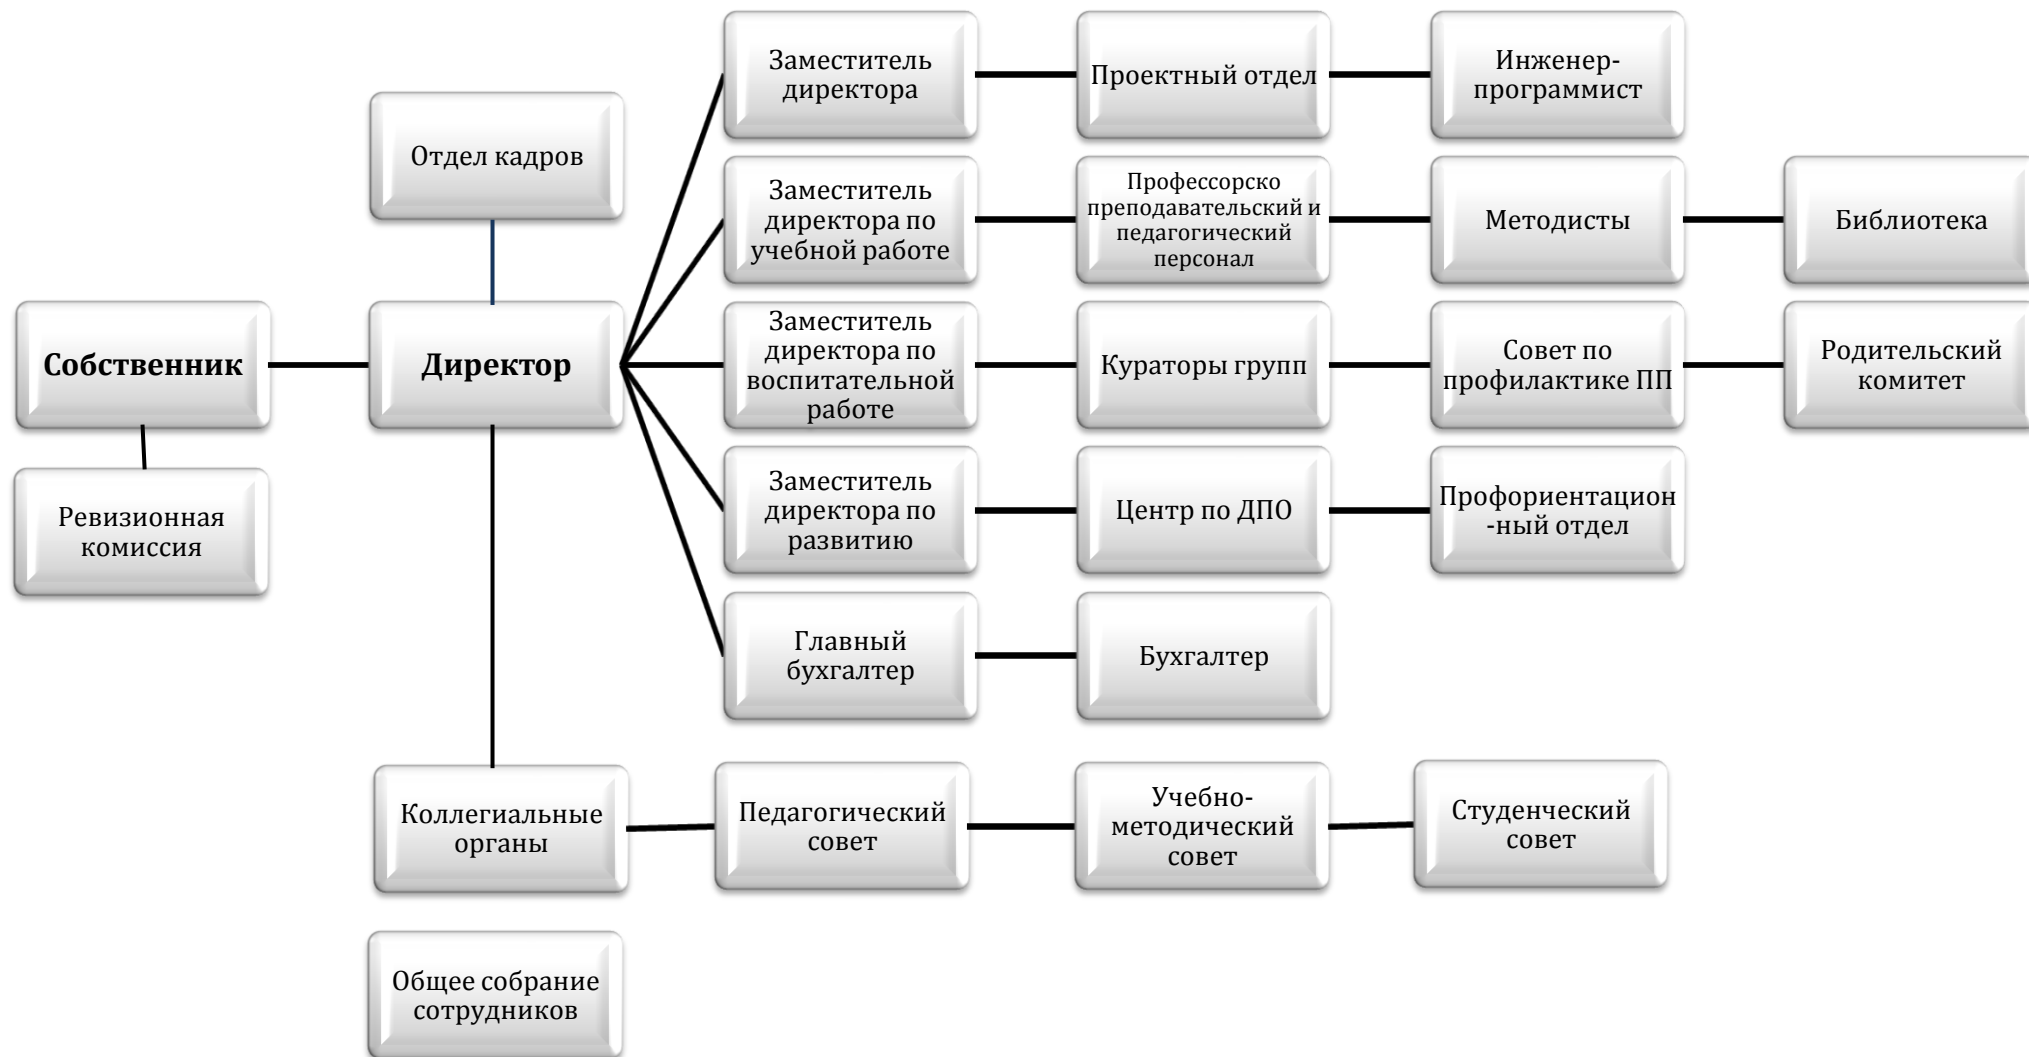 Заместитель
директора
Проектный отдел
Инженер-
программист
Отдел кадров
Заместитель
директора по
учебной работе
Профессорско
преподавательский и
педагогический
персонал
Методисты
Библиотека
Собственник
Директор
Заместитель
директора по
воспитательной
работе
Кураторы групп
Совет по
профилактике ПП
Родительский
комитет
Ревизионная
комиссия
Заместитель
директора по
развитию
Центр по ДПО
Профориентацион
-ный отдел
Главный
бухгалтер
Бухгалтер
Коллегиальные
органы
Педагогический
совет
Учебно-
методический
совет
Студенческий
совет
Общее собрание
сотрудников